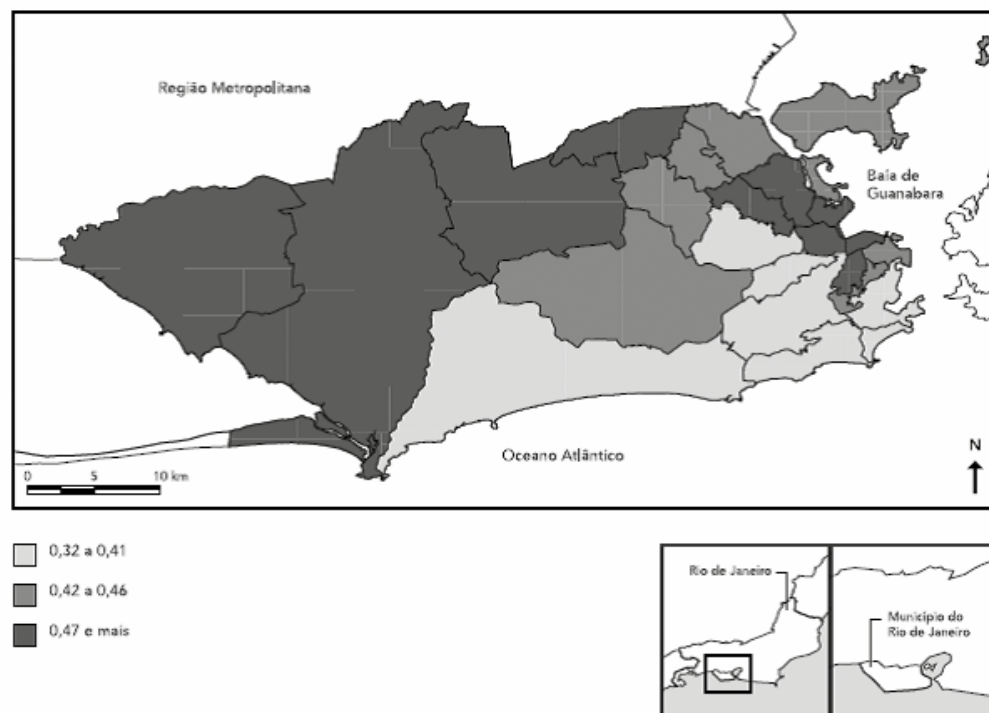 Região Metropolitana
Baía de
Guanabara
Oceano Atlântico
N
0 5 10 km
0,32 a 0,41
0,42 a 0,46
0,47 e mais
Rio de Janeiro
Município do
Rio de Janeiro